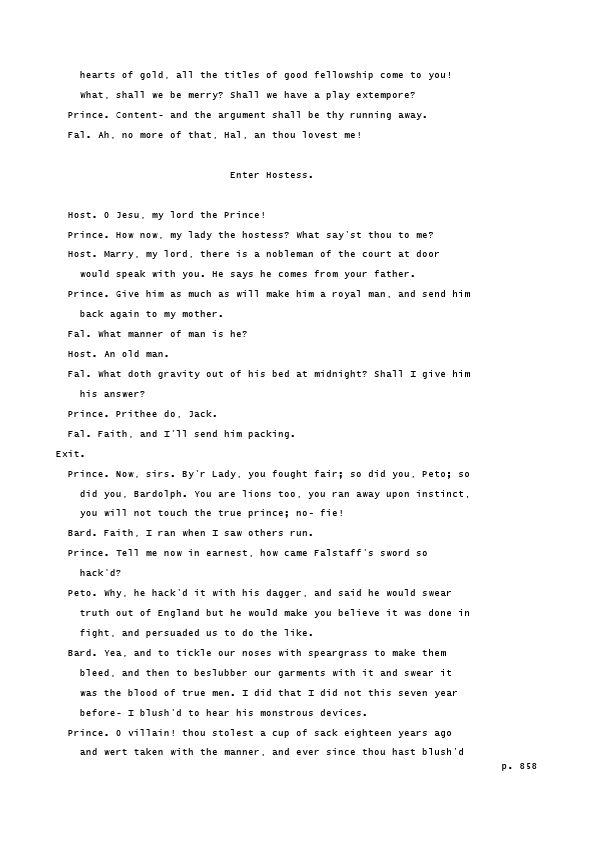 hearts of gold, all the titles of good fellowship come to you!
What, shall we be merry? Shall we have a play extempore?
Prince. Content- and the argument shall be thy running away.
Fal. Ah, no more of that, Hal, an thou lovest me!
Enter Hostess.
Host. O Jesu, my lord the Prince!
Prince. How now, my lady the hostess? What say'st thou to me?
Host. Marry, my lord, there is a nobleman of the court at door
would speak with you. He says he comes from your father.
Prince. Give him as much as will make him a royal man, and send him
back again to my mother.
Fal. What manner of man is he?
Host. An old man.
Fal. What doth gravity out of his bed at midnight? Shall I give him
his answer?
Prince. Prithee do, Jack.
Fal. Faith, and I'll send him packing.
Exit.
Prince. Now, sirs. By'r Lady, you fought fair; so did you, Peto; so
did you, Bardolph. You are lions too, you ran away upon instinct,
you will not touch the true prince; no- fie!
Bard. Faith, I ran when I saw others run.
Prince. Tell me now in earnest, how came Falstaff's sword so
hack'd?
Peto. Why, he hack'd it with his dagger, and said he would swear
truth out of England but he would make you believe it was done in
fight, and persuaded us to do the like.
Bard. Yea, and to tickle our noses with speargrass to make them
bleed, and then to beslubber our garments with it and swear it
was the blood of true men. I did that I did not this seven year
before- I blush'd to hear his monstrous devices.
Prince. O villain! thou stolest a cup of sack eighteen years ago
and wert taken with the manner, and ever since thou hast blush'd
p. 858